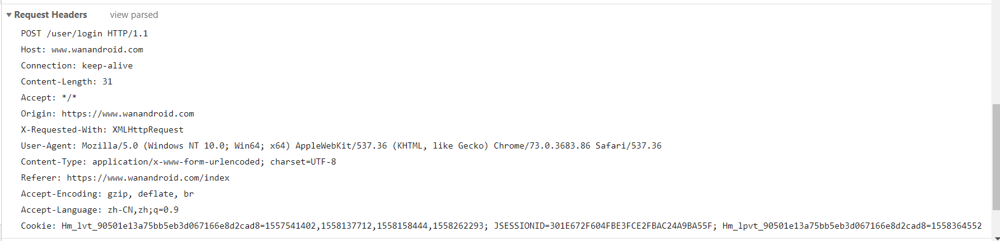 Request Headers view parsed
POST /user/login HTTP/1.1
Host: www.wanandroid.com
Connection: keep-alive
Content-Length: 31
Accept: */*
Origin: https://www.wanandroid.com
X-Requested-With: XMLHttpRequest
User-Agent: Mozilla/5.0 (Windows NT 10.0; Win64; x64) AppleWebKit/537.36 (KHTML, like Gecko) Chrome/73.0.3683.86 Safari/537.36
Content-Type: application/x-www-form-urlencoded; charset=UTF-8
Referer: https://www.wanandroid.com/index
Accept-Encoding: gzip, deflate, br
Accept-Language: zh-CN,zh;q=0.9
Cookie: Hm_lvt_90501e13a75bb5eb3d067166e8d2cad8=1557541402,1558137712,1558158444,1558262293; JSESSIONID=301E672F604FBE3FCE2FBAC24A9BA55F; Hm_lpvt_90501e13a75bb5eb3d067166e8d2cad8=1558364552